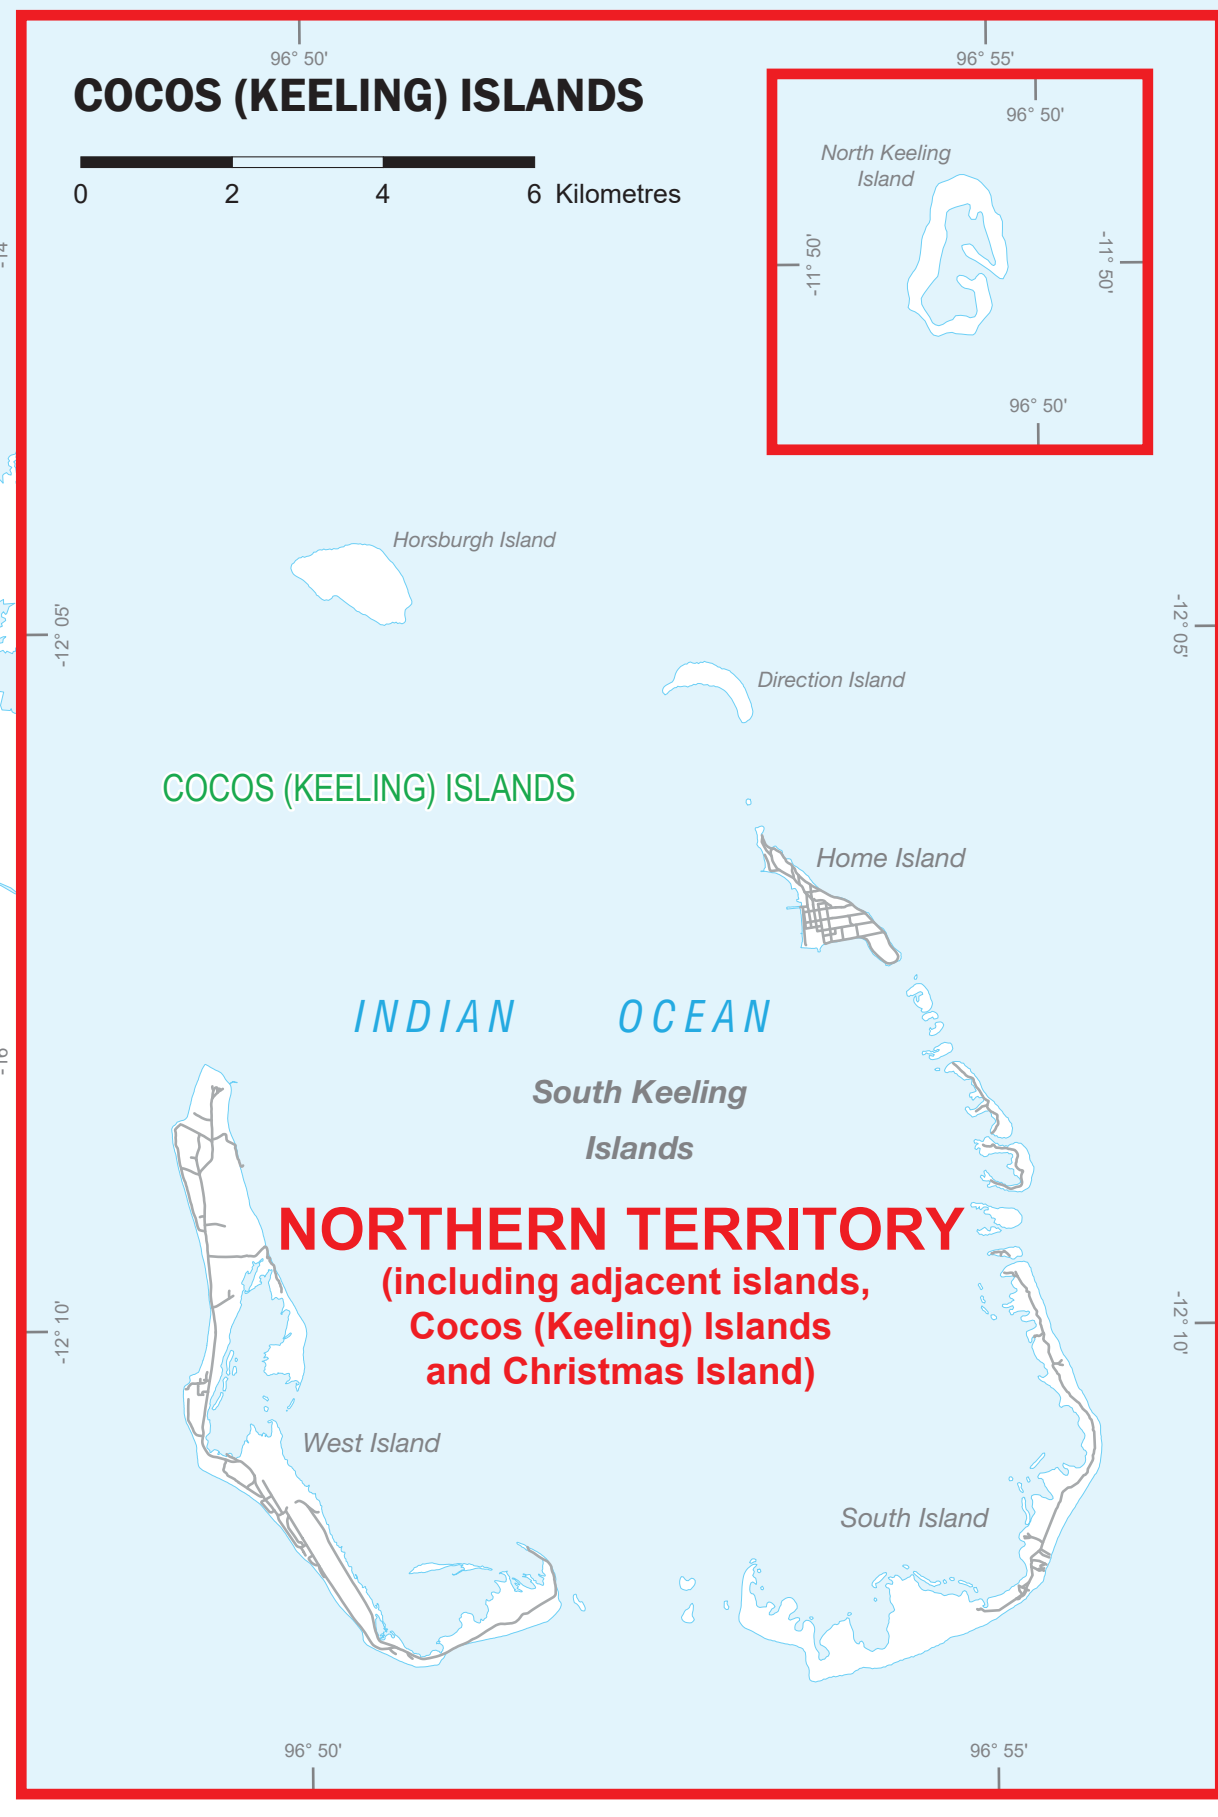 96° 50'
96° 55'
COCOS (KEELING) ISLANDS
0 2 4 6 Kilometres
96° 50'
North Keeling
Island
-11° 50'
-11° 50'
96° 50'
-14
Horsburgh Island
-12° 05'
-12° 05'
Direction Island
COCOS (KEELING) ISLANDS
Home Island
INDIAN OCEAN
-16
South Keeling
Islands
NORTHERN TERRITORY
(including adjacent islands,
Cocos (Keeling) Islands
and Christmas Island)
-12° 10'
-12° 10'
West Island
South Island
96° 50'
96° 55'